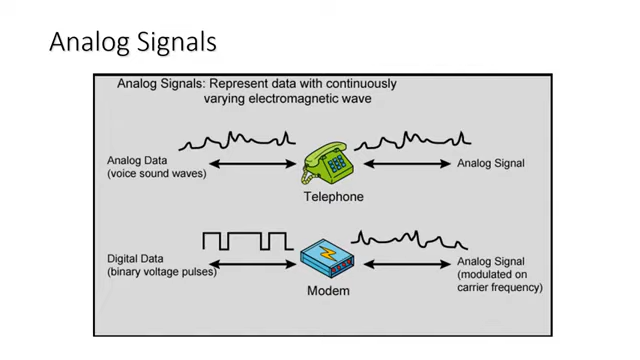 Analog Signals
Analog Signals: Represent data with continuously
varying electromagnetic wave
Analog Data
(voice sound waves)
Telephone
Analog Signal
Digital Data
(binary voltage pulses)
Modem
Analog Signal
(modulated on
carrier frequency)